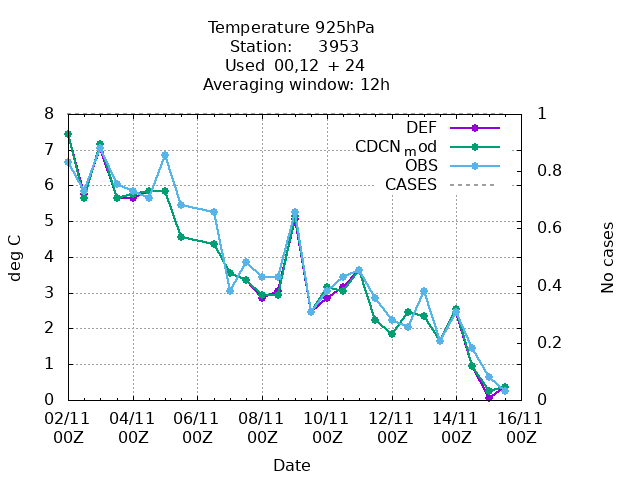 Temperature 925hPa
Station: 3953
Used 00,12 + 24
Averaging window: 12h
8 1
DEF
7
CDCN mod
0.8
OBS
6
CASES
5 0.6
4
3 0.4
2 0.2
1
0 0
deg C
No cases
02/11 04/11 06/11 08/11 10/11 12/11 14/11 16/11
00Z 00Z 00Z 00Z 00Z 00Z 00Z 00Z
Date